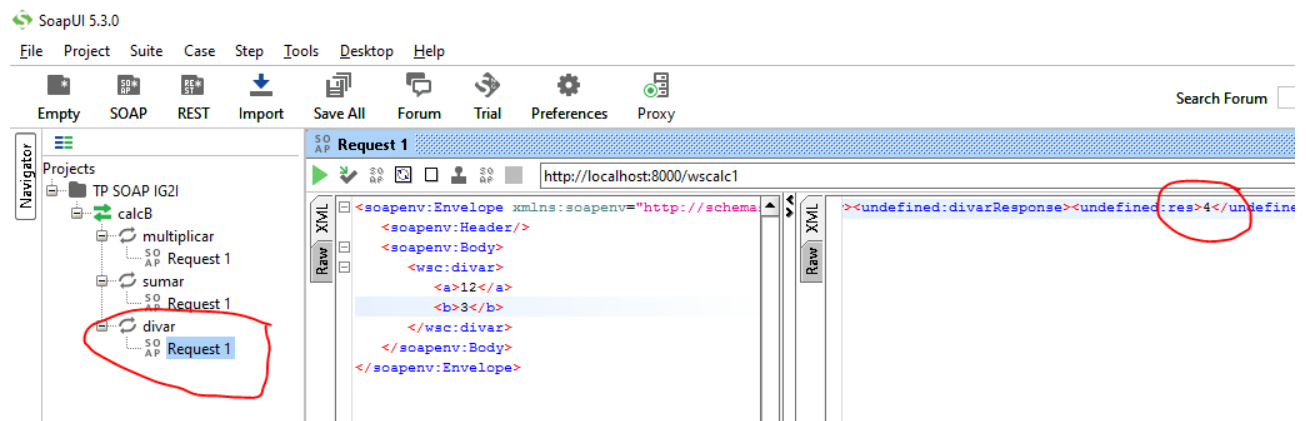 SoapUI 5.3.0
File Project Suite Case Step Tools Desktop Help
Empty SOAP REST Import Save All Forum Trial Preferences Proxy
Search Forum
Navigator
Projects
TP SOAP IG2I
calcB
multiplicar
Request 1
sumar
Request 1
divar
Request 1
Request 1
http://localhost:8000/wscalc1
XML
Raw
<soapenv:Envelope xmlns:soapenv="http://schema
<soapenv:Header/>
<soapenv:Body>
<wsc:divar>
<a>12</a>
<b>3</b>
</wsc:divar>
</soapenv:Body>
</soapenv:Envelope>
XML
Raw
><undefined:divarResponse><undefined:res>4</undefine